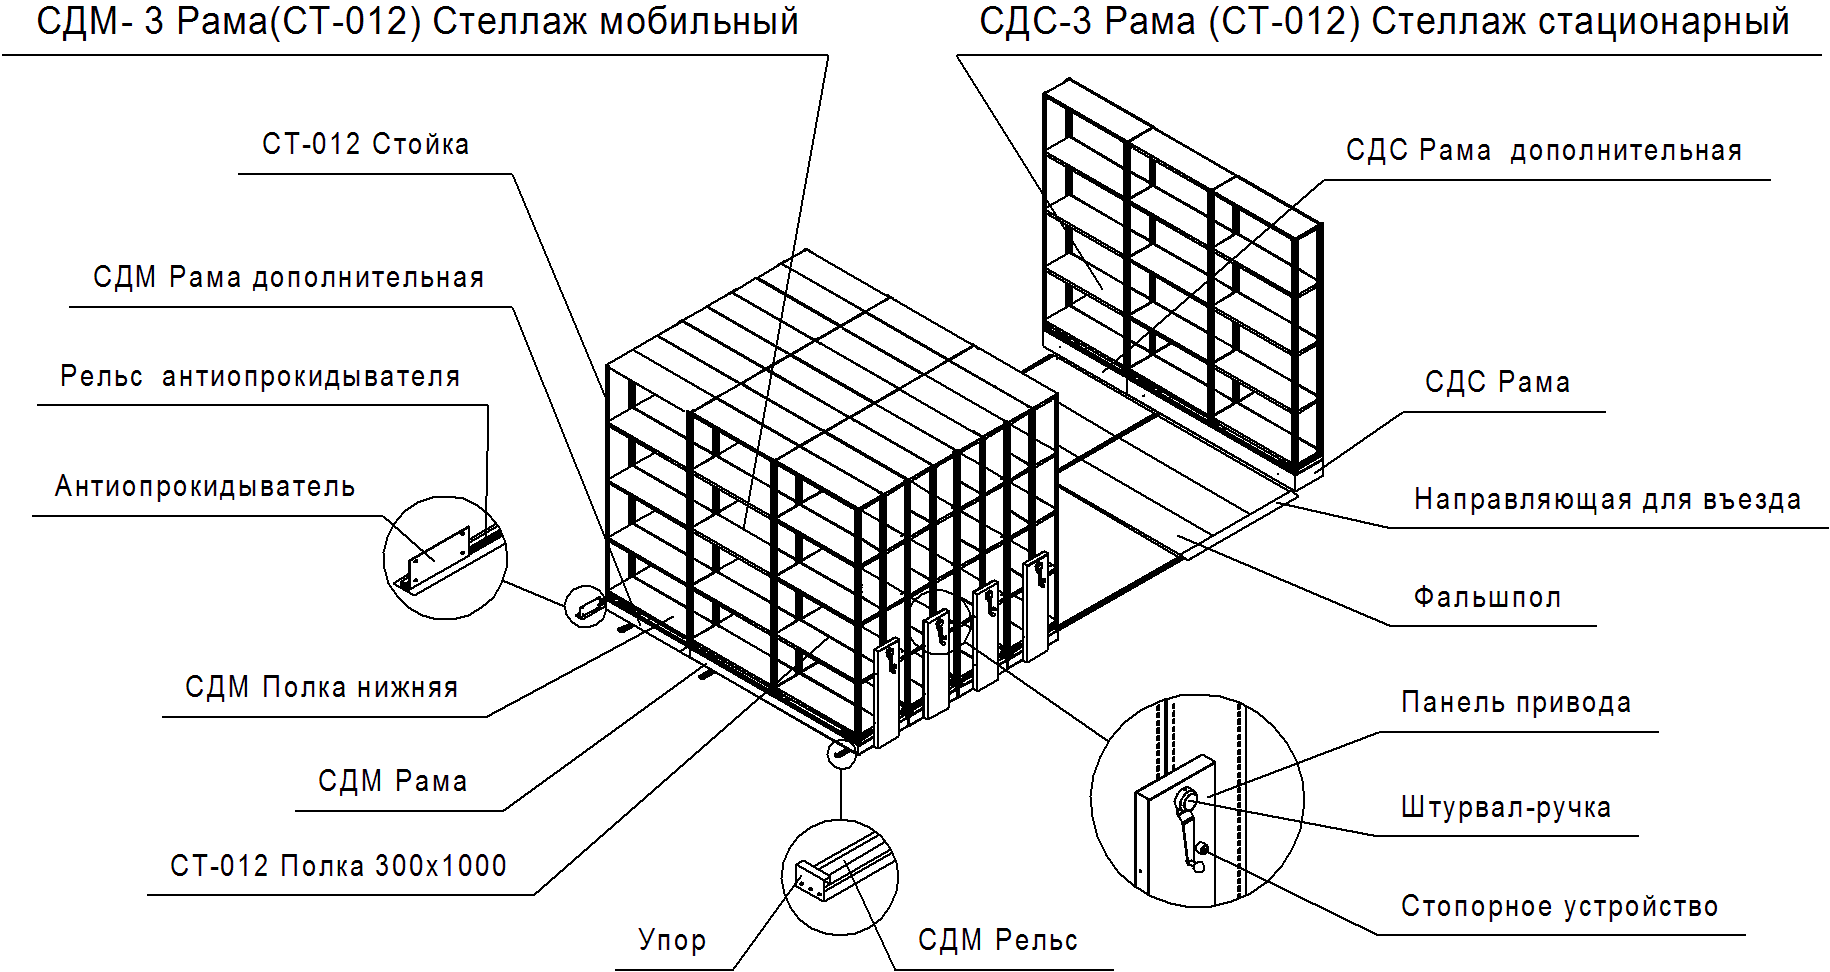 СДМ- 3 Рама(СТ-012) Стеллаж мобильный
СДС-3 Рама (СТ-012) Стеллаж стационарный
СТ-012 Стойка
СДС Рама дополнительная
СДМ Рама дополнительная
Рельс антиопрокидывателя
СДС Рама
Антиопрокидыватель
Направляющая для въезда
Фальшпол
СДМ Полка нижняя
Панель привода
СДМ Рама
Штурвал-ручка
СТ-012 Полка 300х1000
Стопорное устройство
Упор
СДМ Рельс